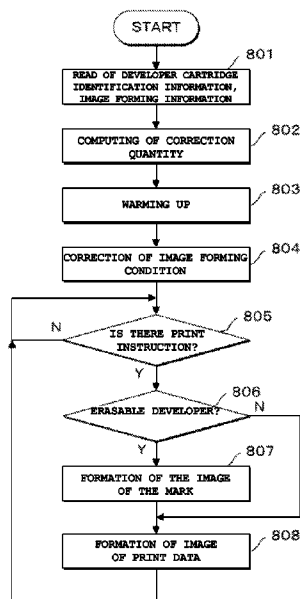 START
801
READ OF DEVELOPER CARTRIDGE
IDENTIFICATION INFORMATION,
IMAGE FORMING INFORMATION
802
COMPUTING OF CORRECTION
QUANTITY
803
WARMING UP
804
CORRECTION OF IMAGE FORMING
CONDITION
805
N
IS THERE PRINT
INSTRUCTION?
Y
806
ERASABLE DEVELOPER?
N
Y
807
FORMATION OF THE IMAGE
OF THE MARK
808
FORMATION OF IMAGE
OF PRINT DATA